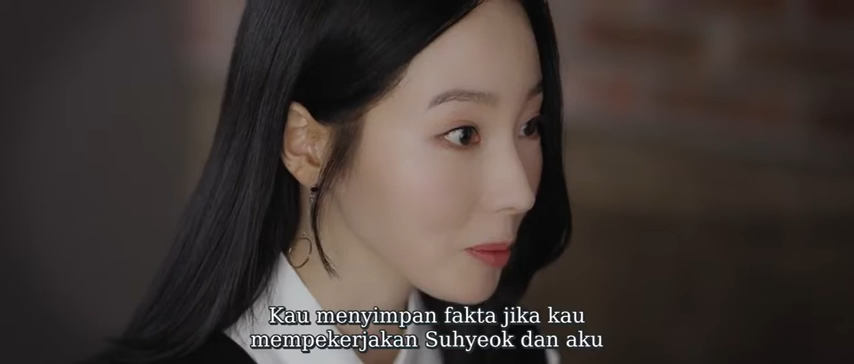 Kau menyimpan fakta jika kau
mempekerjakan Suhyeok dan aku